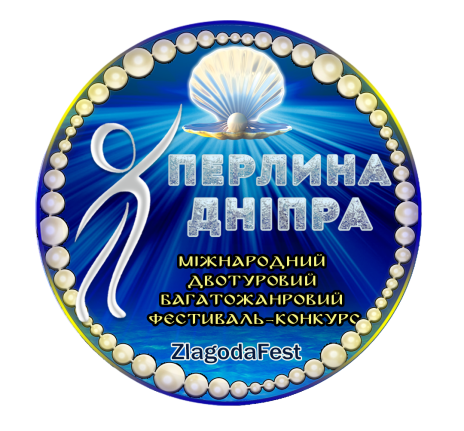 ПЕРЛИНА
ДНІПРА
МІЖНАРОДНИЙ
ДВОТУРОВИЙ
БАГАТОЖАНРОВИЙ
ФЕСТИВАЛЬ-КОНКУРС
ZlagodaFest